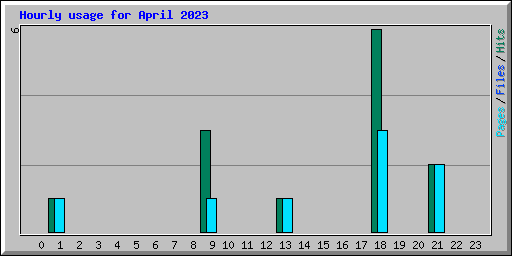 Hourly usage for April 2023
6
Pages/Files/Hits
0 1 2 3 4 5 6 7 8 9 10 11 12 13 14 15 16 17 18 19 20 21 22 23